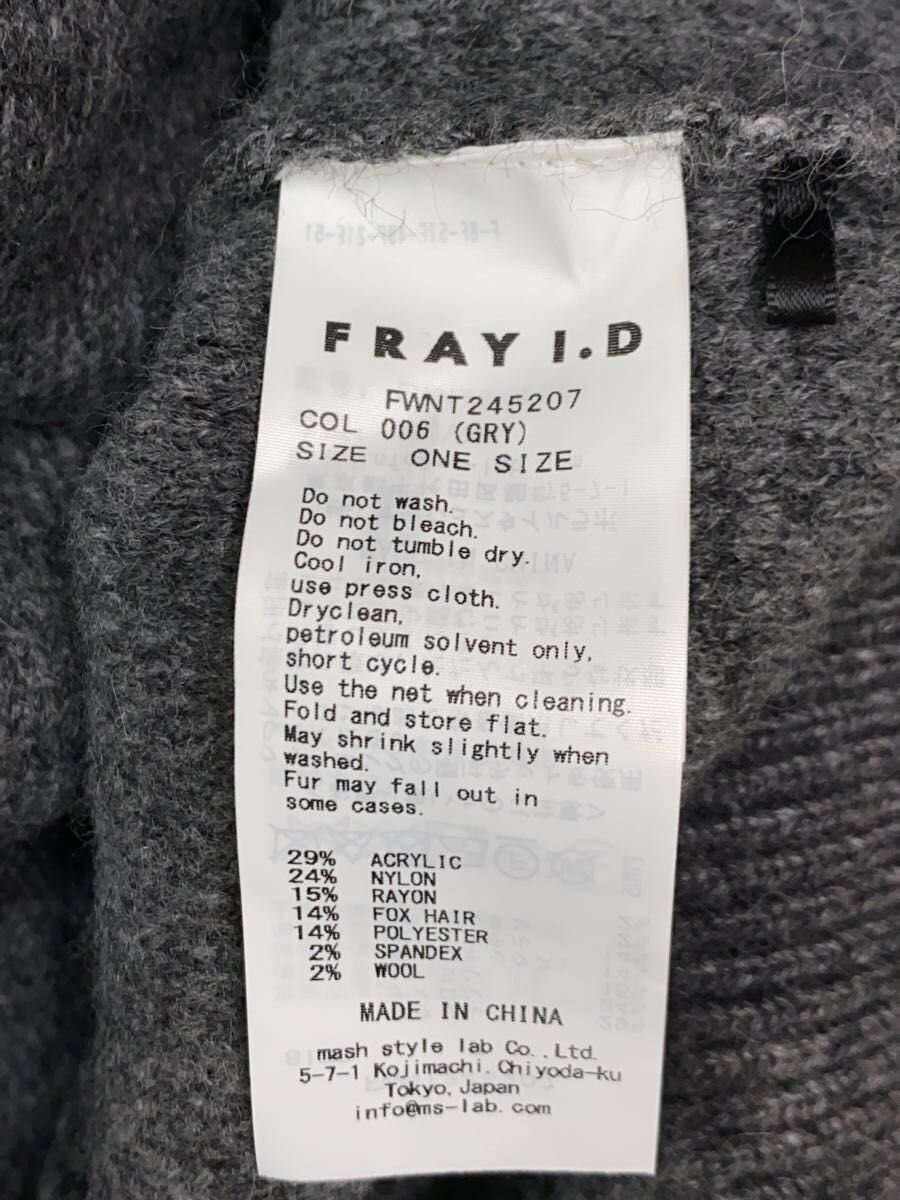 FRAY I.D
FWNT245207
COL 006 (GRY)
SIZE ONE SIZE
Do not wash.
Do not bleach.
Do not tumble dry.
Cool iron,
use press cloth.
Dryclean,
petroleum solvent only,
short cycle.
Use the net when cleaning.
Fold and store flat.
May shrink slightly when
washed.
Fur may fall out in
some cases.
29% ACRYLIC
24% NYLON
15% RAYON
14% FOX HAIR
14% POLYESTER
2% SPANDEX
2% WOOL
MADE IN CHINA
mash style lab Co.,Ltd.
5-7-1 Kojimachi. Chiyoda-ku
Tokyo, Japan
info@ms-lab.com